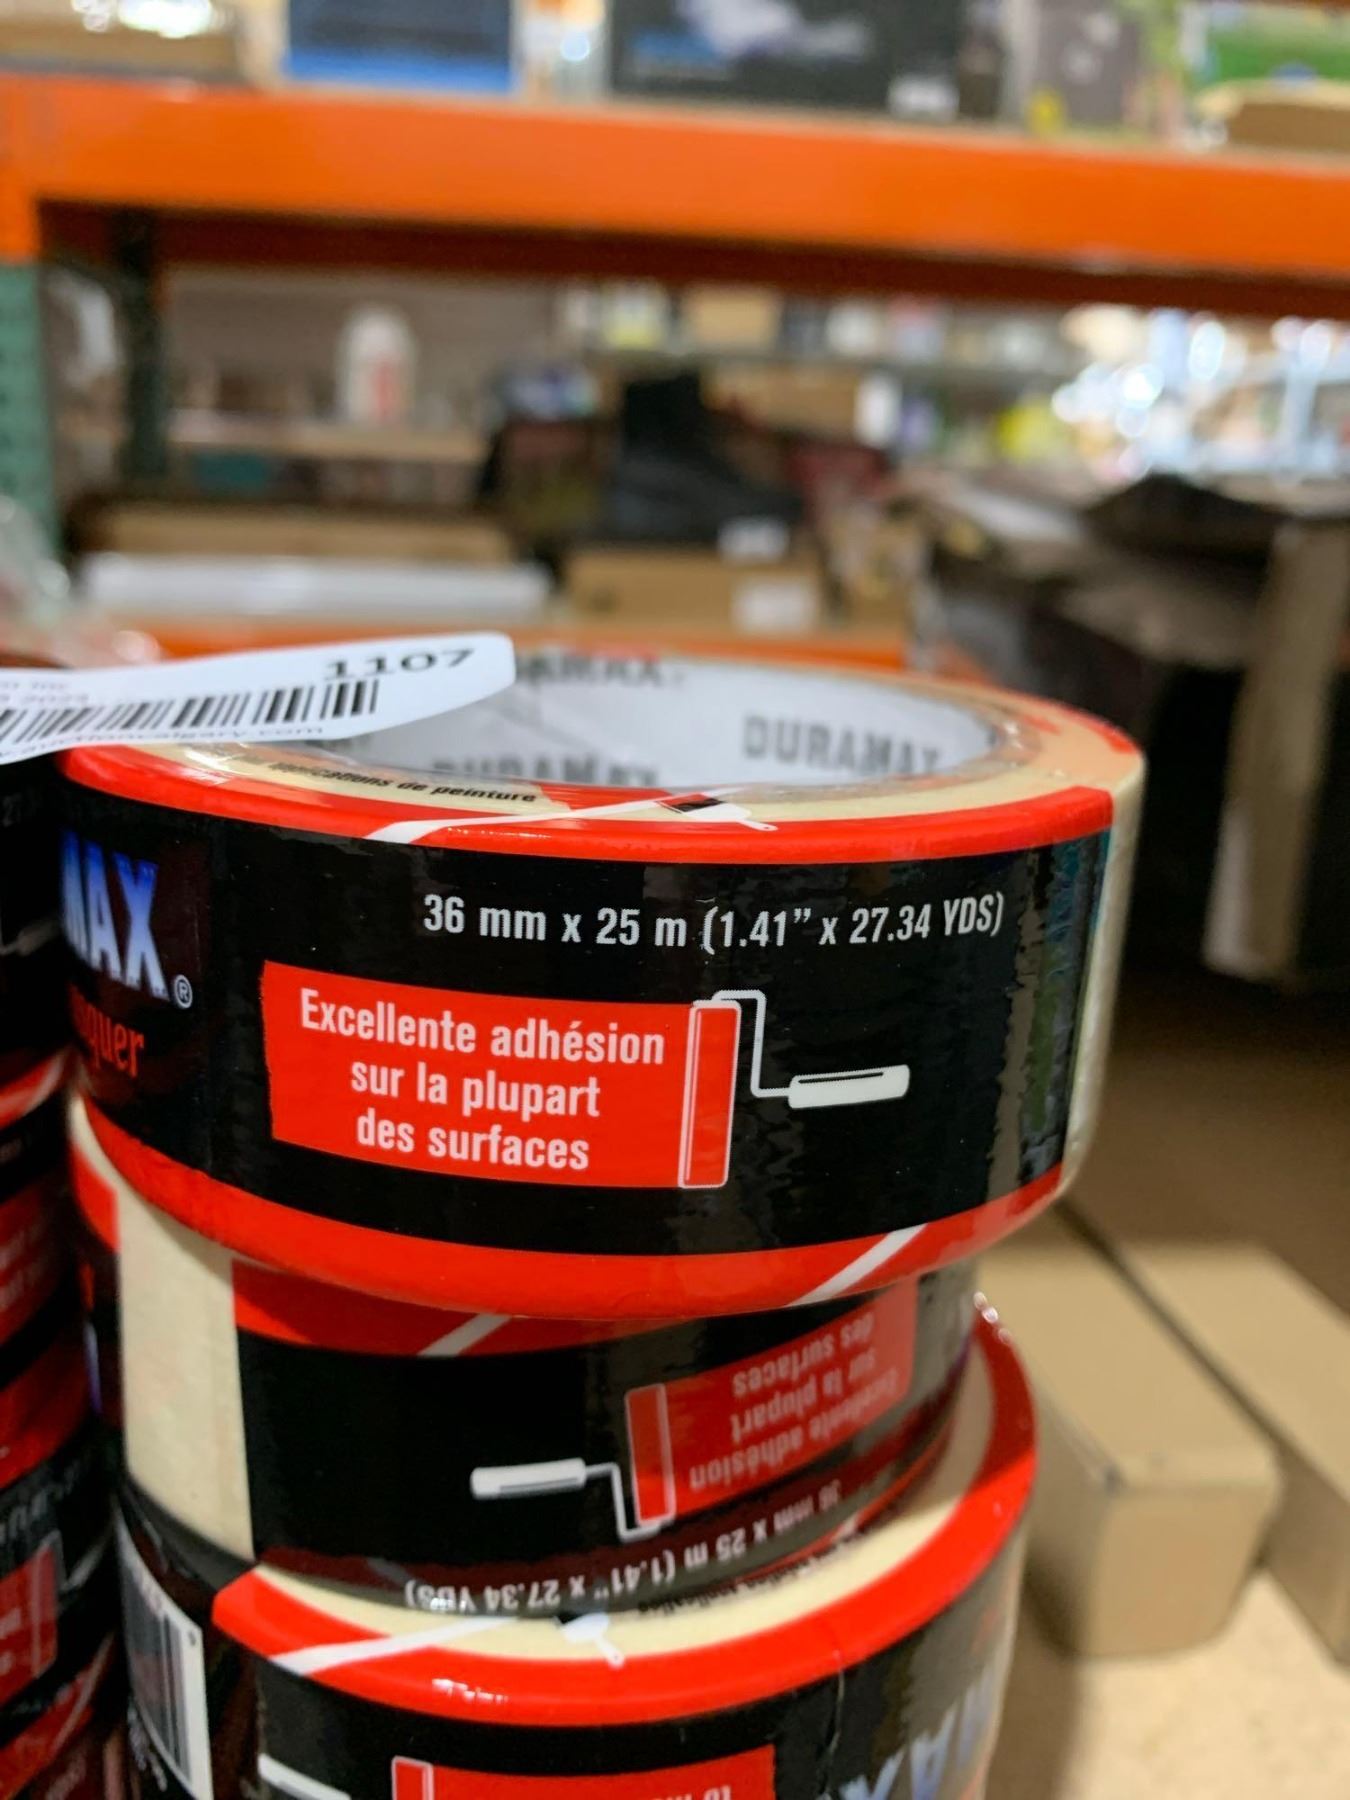 1107
DURAMAX
DURAMAX
DURAMAX
applications de peinture
MAX®
36 mm x 25 m (1.41" x 27.34 YDS)
Excellente adhésion
sur la plupart
des surfaces
Excellente adhésion
sur la plupart
des surfaces
36 mm x 25 m (1.41" x 27.34 YDS)